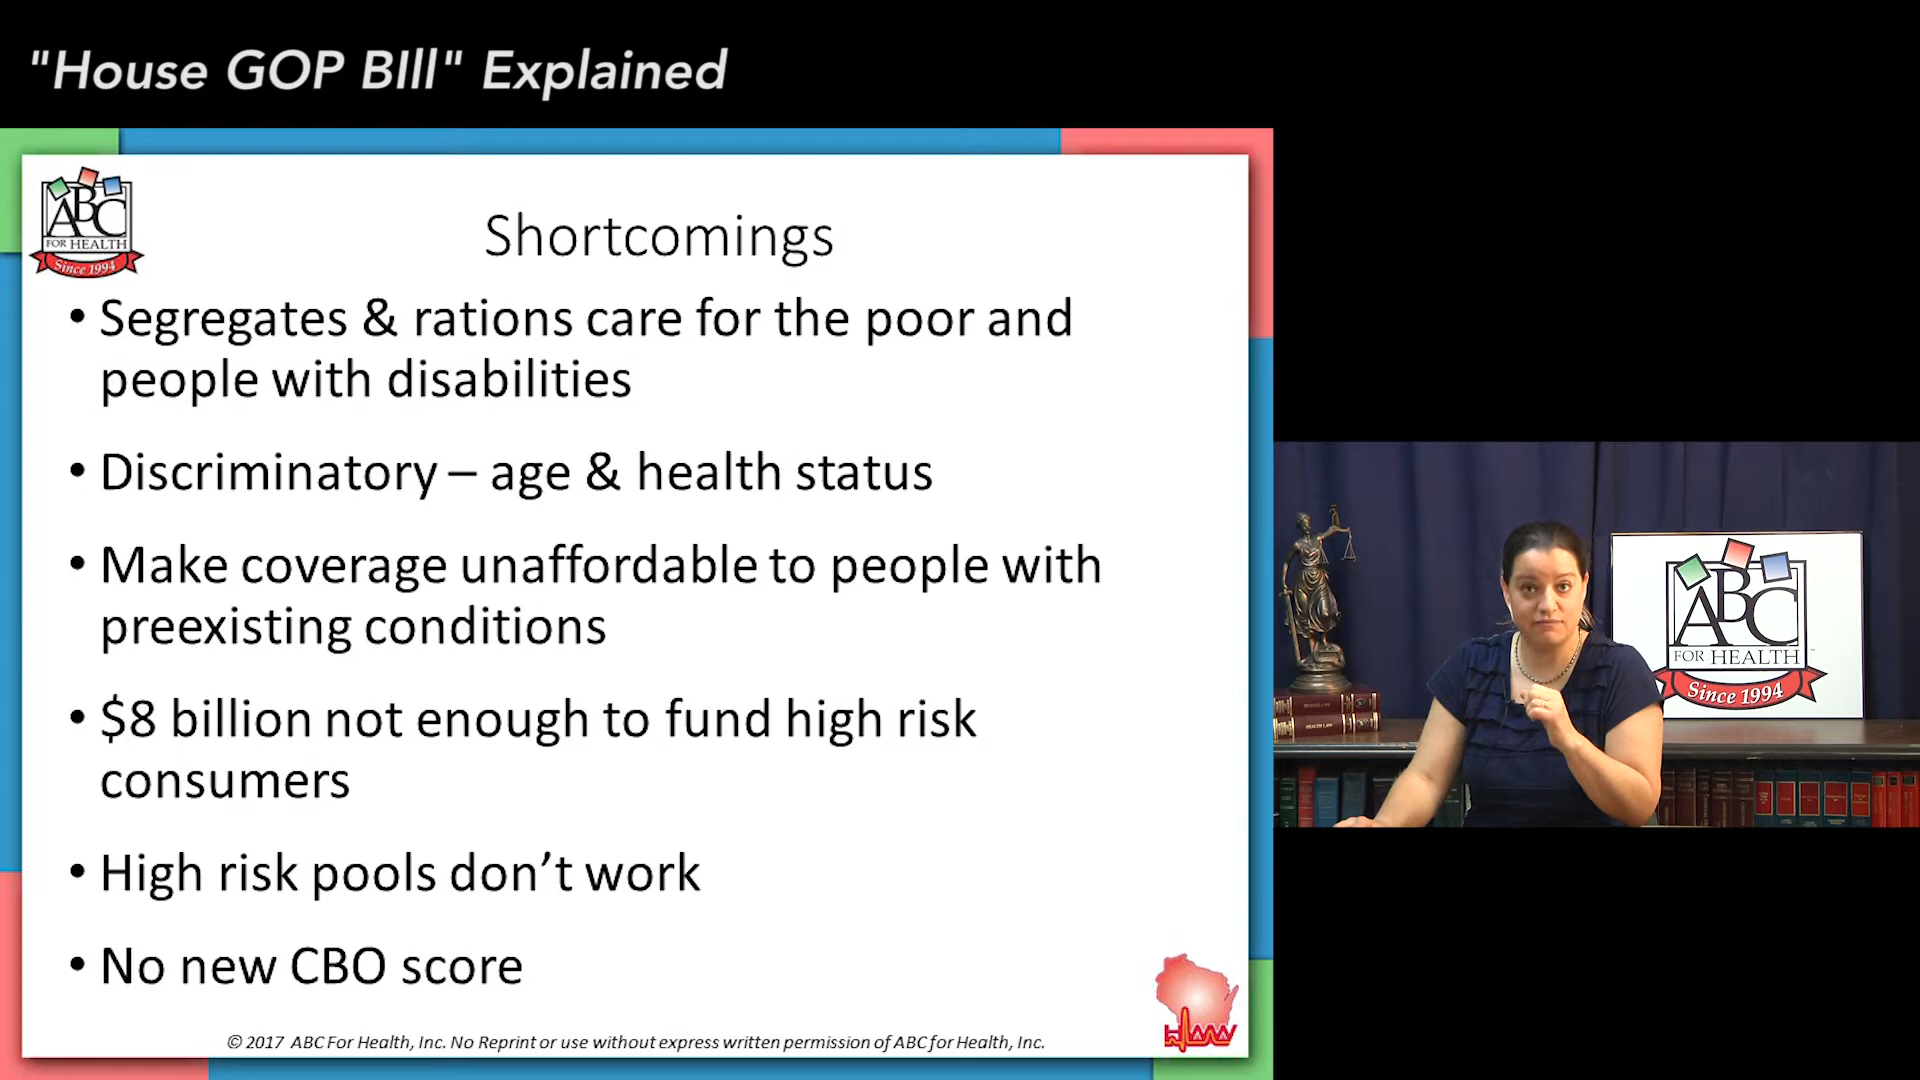 "House GOP BIll" Explained
ABC
FOR HEALTH
Since 1994
Shortcomings
• Segregates & rations care for the poor and
people with disabilities
• Discriminatory – age & health status
• Make coverage unaffordable to people with
preexisting conditions
• $8 billion not enough to fund high risk
consumers
• High risk pools don’t work
• No new CBO score
© 2017 ABC For Health, Inc. No Reprint or use without express written permission of ABC for Health, Inc.
ABC
FOR HEALTH
Since 1994
HEALTH LAW